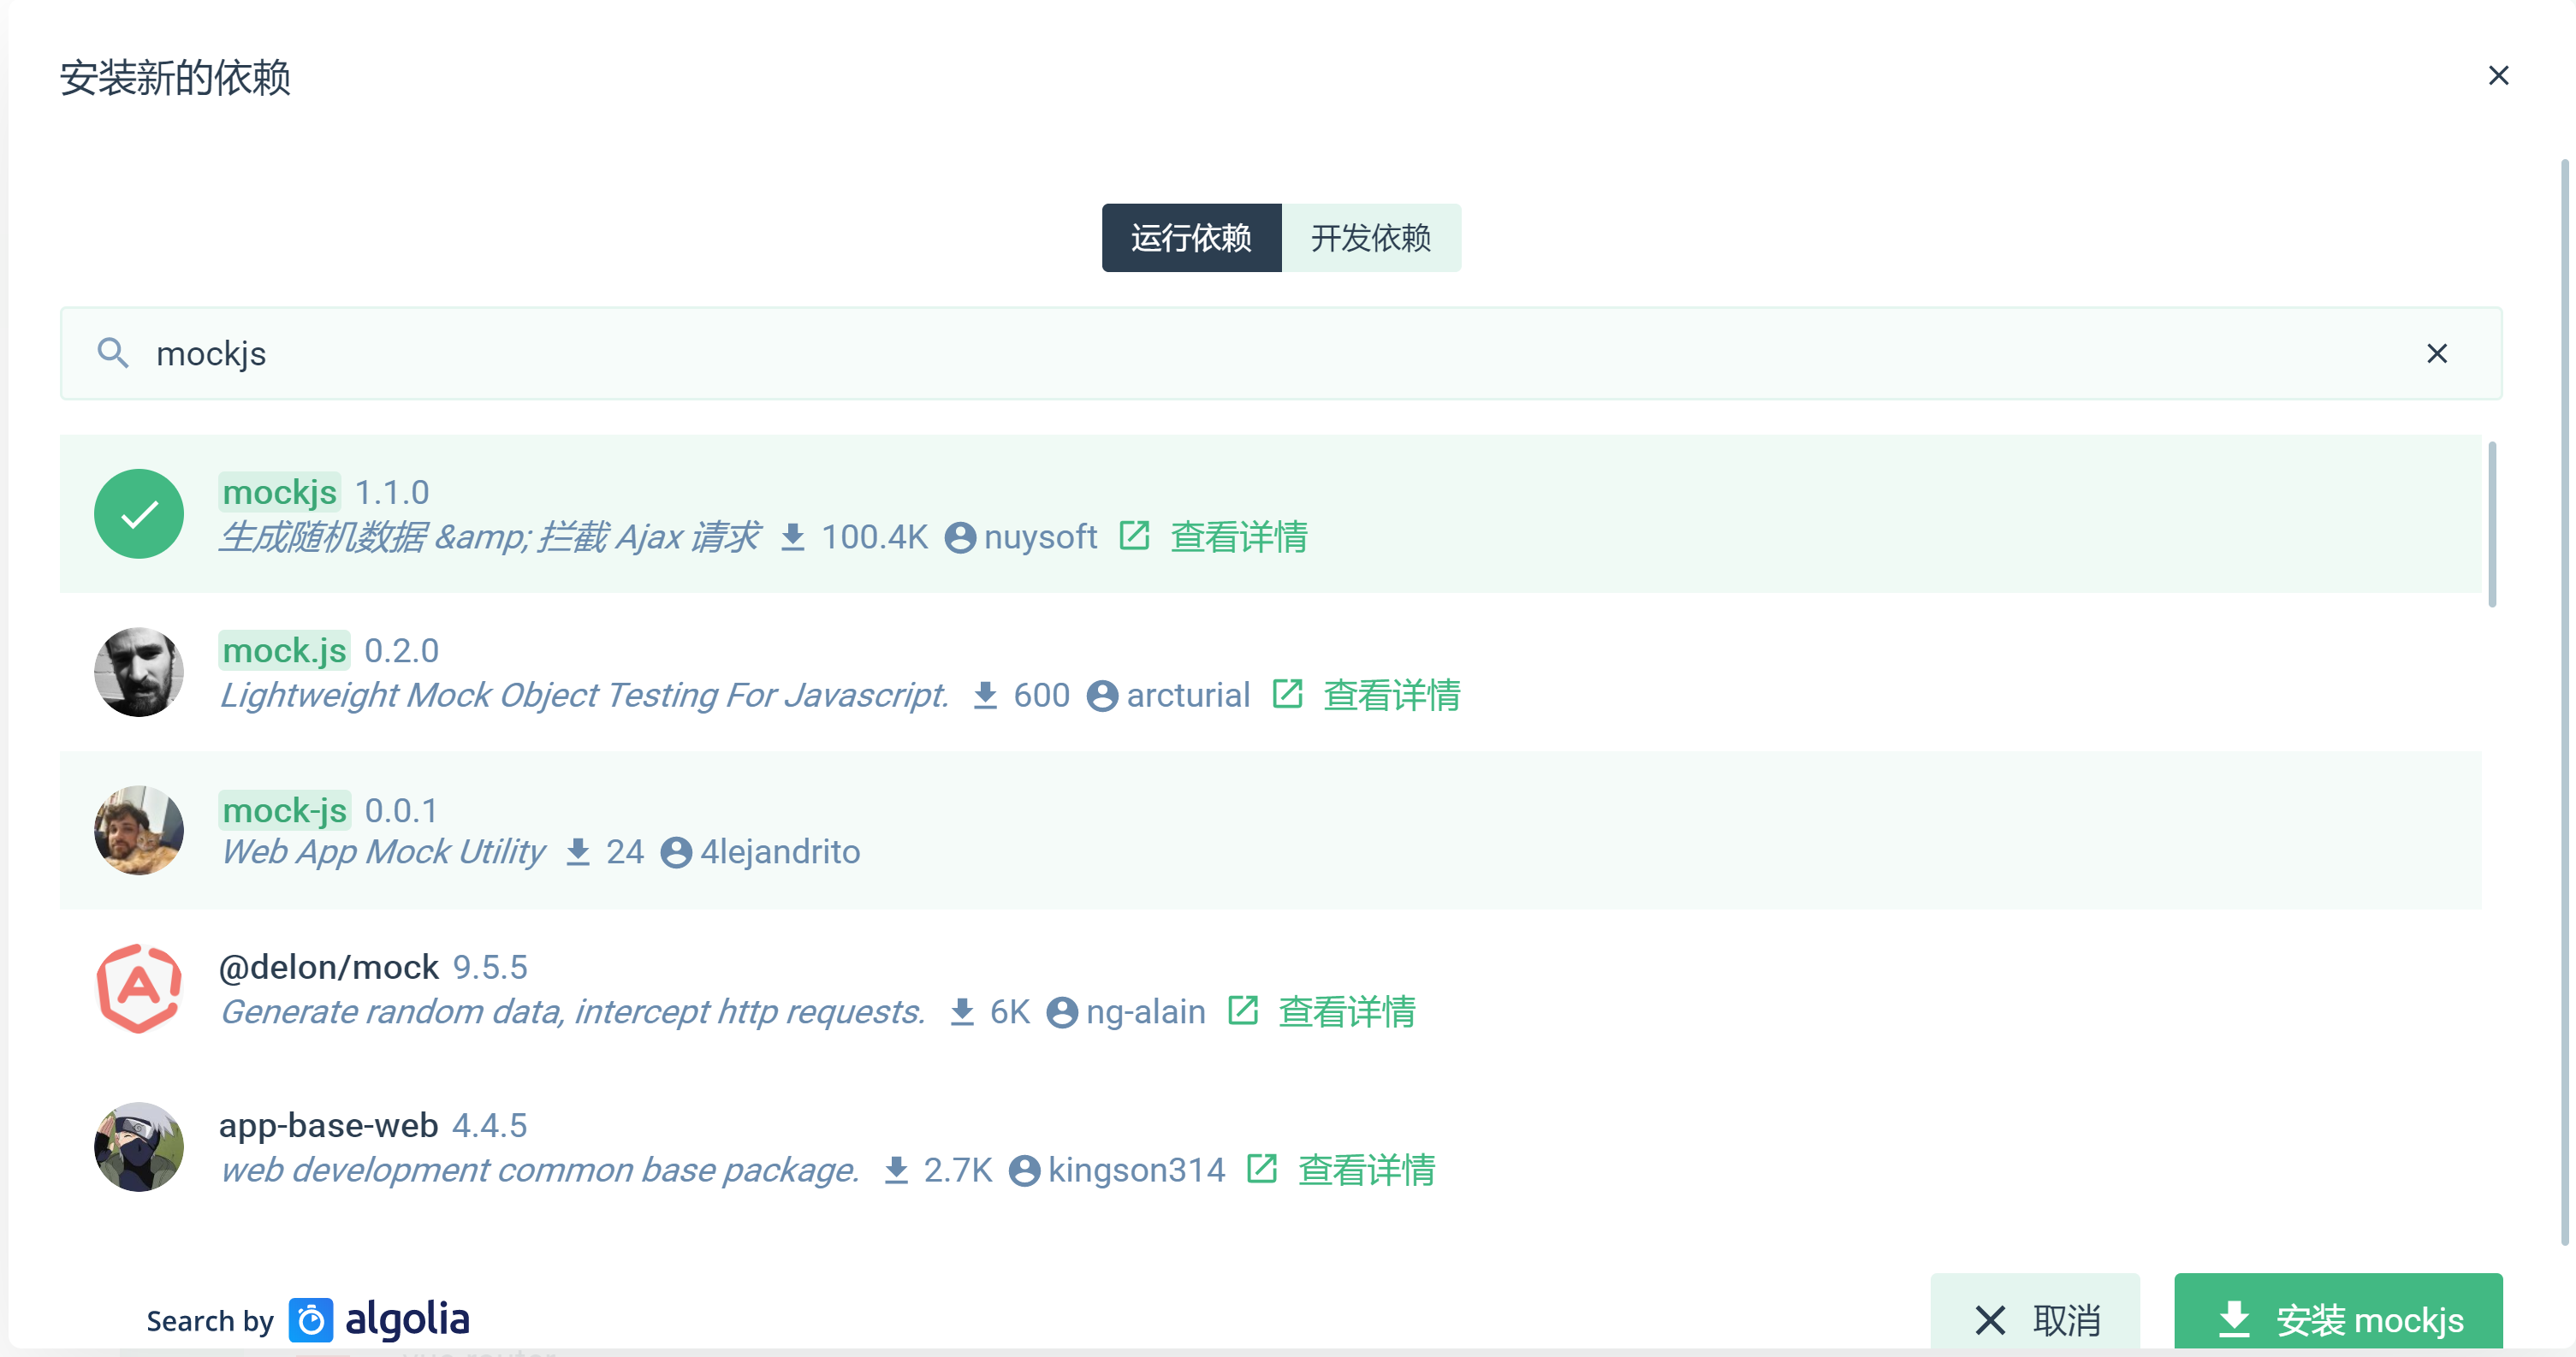 安装新的依赖
运行依赖 开发依赖
mockjs
mockjs 1.1.0
生成随机数据 &amp; 拦截 Ajax 请求 100.4K nuysoft 查看详情
mock.js 0.2.0
Lightweight Mock Object Testing For Javascript. 600 arcturial 查看详情
mock-js 0.0.1
Web App Mock Utility 24 4lejandrito
@delon/mock 9.5.5
Generate random data, intercept http requests. 6K ng-alain 查看详情
app-base-web 4.4.5
web development common base package. 2.7K kingson314 查看详情
Search by algolia 取消 安装 mockjs